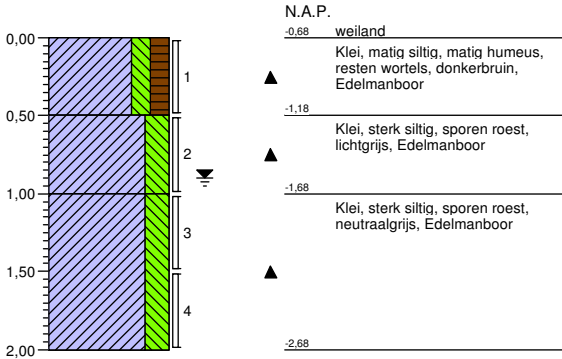 N.A.P.
0,00
-0,68 weiland
Klei, matig siltig, matig humeus,
resten wortels, donkerbruin,
Edelmanboor
1
0,50
-1,18
Klei, sterk siltig, sporen roest,
lichtgrijs, Edelmanboor
2
1,00
-1,68
Klei, sterk siltig, sporen roest,
neutraalgrijs, Edelmanboor
3
1,50
4
2,00
-2,68